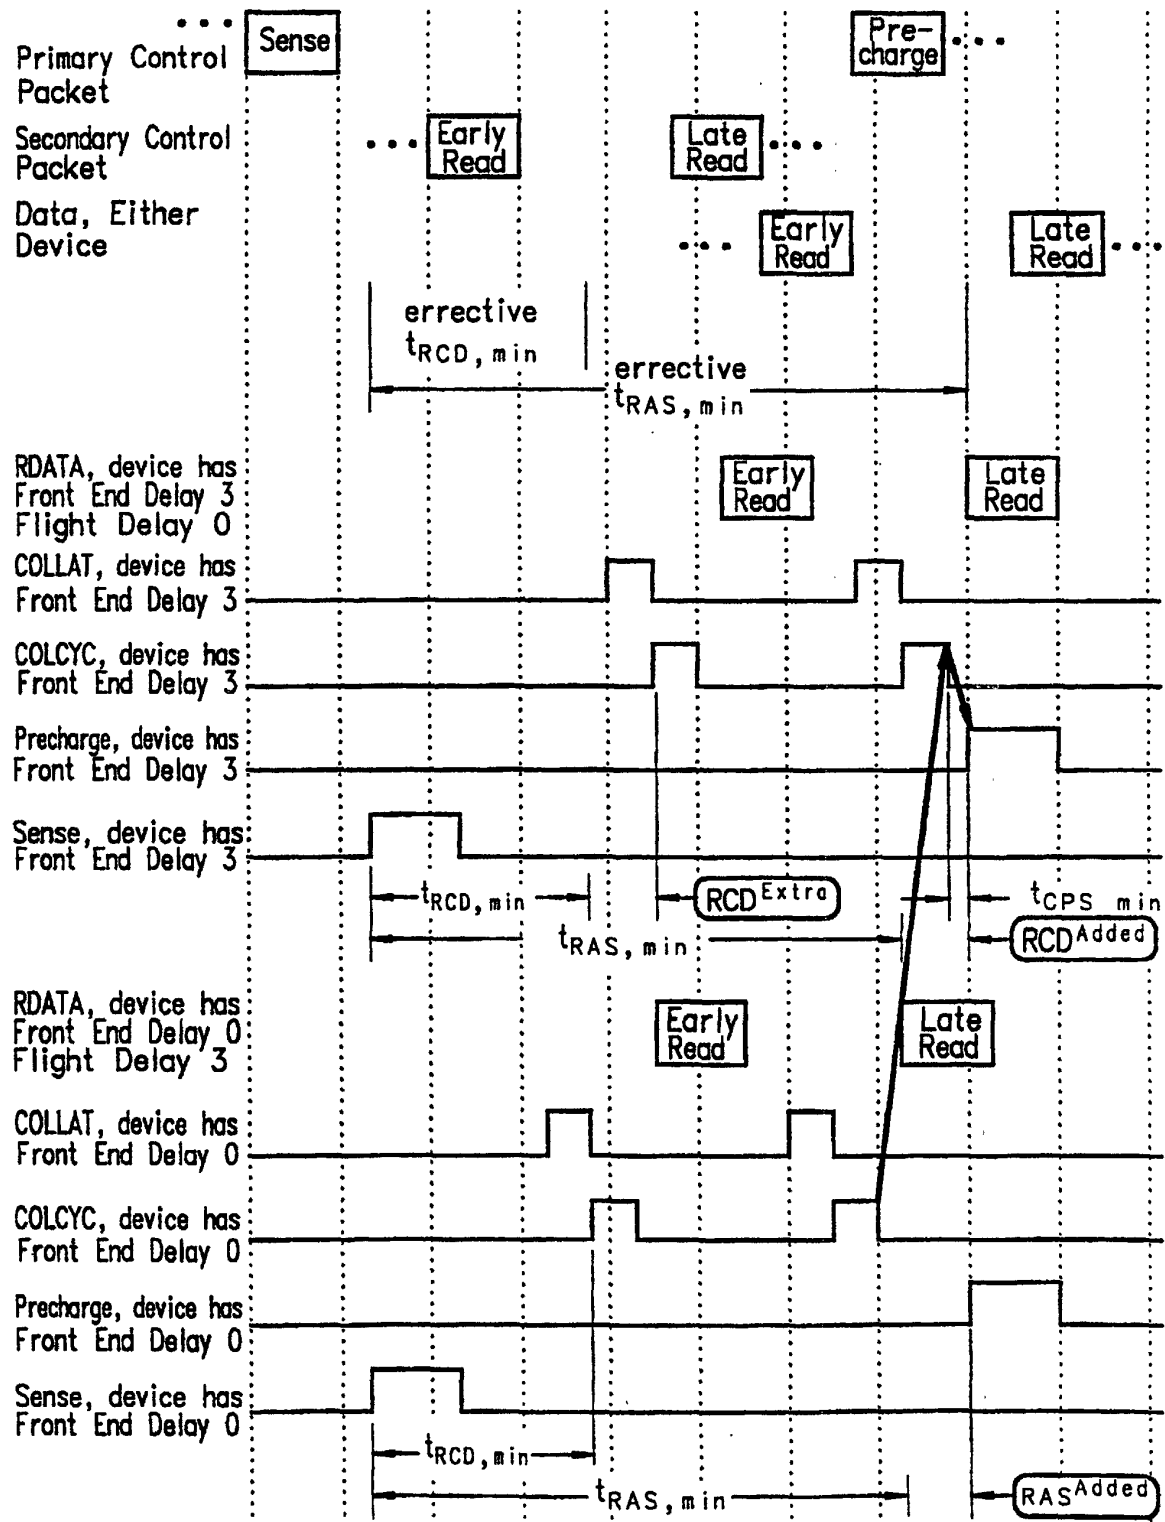 Sense
Pre-
charge
Primary Control
Packet
Secondary Control
Packet
Early
Read
Late
Read
Data, Either
Device
Early
Read
Late
Read
errective
tRCD, min
errective
tRAS, min
RDATA, device has
Front End Delay 3
Flight Delay 0
Early
Read
Late
Read
COLLAT, device has
Front End Delay 3
COLCYC, device has
Front End Delay 3
Precharge, device has
Front End Delay 3
Sense, device has
Front End Delay 3
tRCD, min
RCD Extra
tCPS min
tRAS, min
RCD Added
RDATA, device has
Front End Delay 0
Flight Delay 3
Early
Read
Late
Read
COLLAT, device has
Front End Delay 0
COLCYC, device has
Front End Delay 0
Precharge, device has
Front End Delay 0
Sense, device has
Front End Delay 0
tRCD, min
tRAS, min
RAS Added